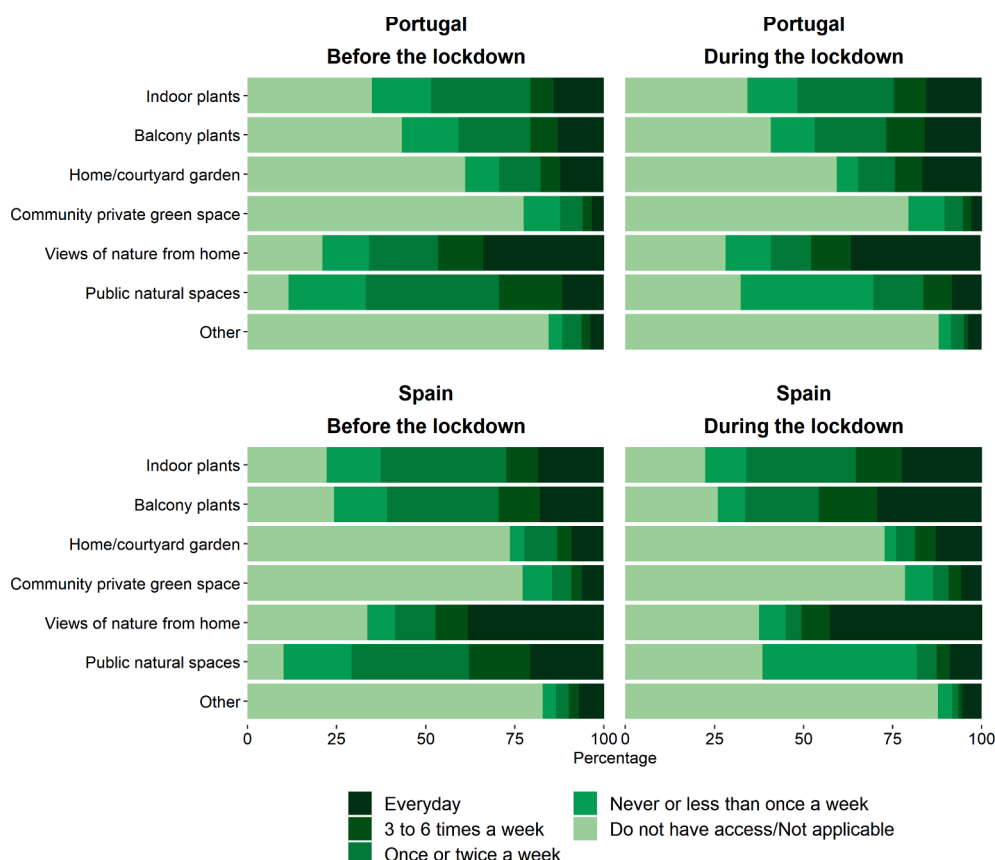 Portugal
Before the lockdown
Portugal
During the lockdown
Indoor plants
Balcony plants
Home/courtyard garden
Community private green space
Views of nature from home
Public natural spaces
Other
Spain
Before the lockdown
Spain
During the lockdown
Indoor plants
Balcony plants
Home/courtyard garden
Community private green space
Views of nature from home
Public natural spaces
Other
0 25 50 75 100 0 25 50 75 100
Percentage
Everyday
3 to 6 times a week
Once or twice a week
Never or less than once a week
Do not have access/Not applicable